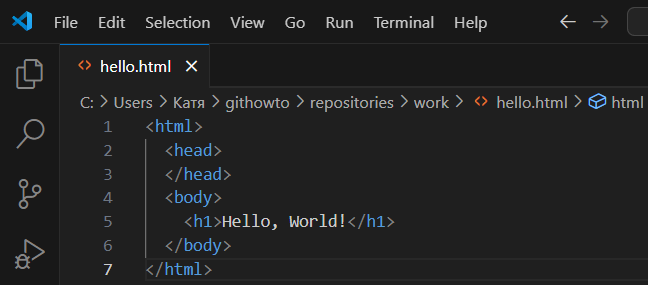 File Edit Selection View Go Run Terminal Help
hello.html
C: > Users > Катя > githowto > repositories > work > hello.html > html
1 <html>
2   <head>
3   </head>
4   <body>
5     <h1>Hello, World!</h1>
6   </body>
7 </html>